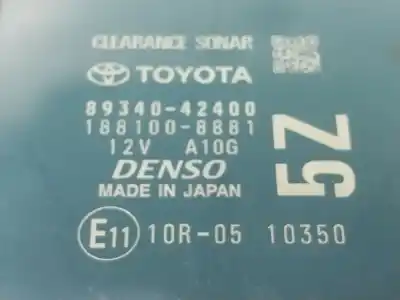 CLEARANCE SONAR
TOYOTA
89340-42400
188100-8881
12V A10G
DENSO
MADE IN JAPAN
5Z
E11 10R-05 10350